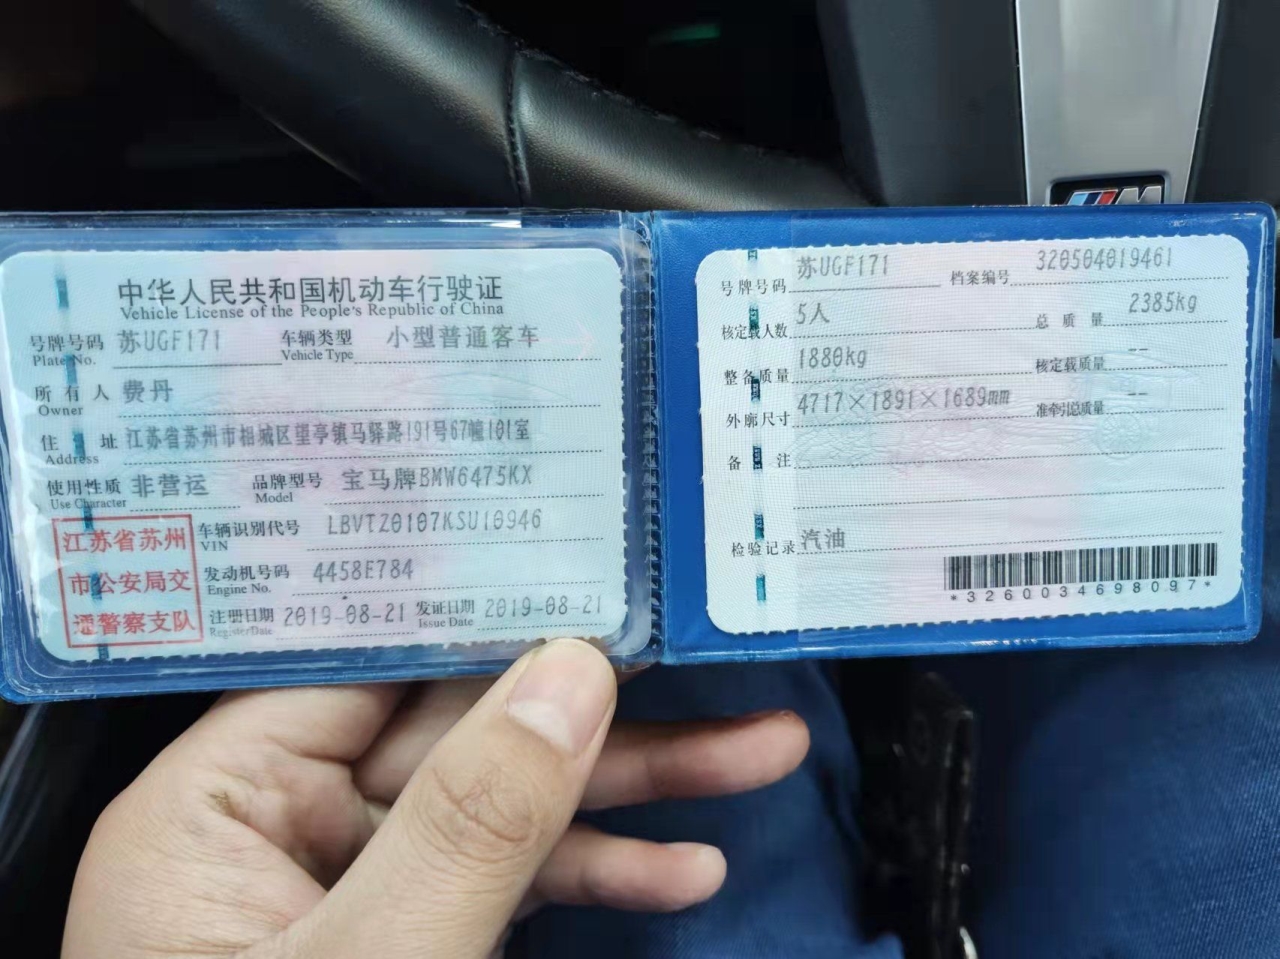 M
中华人民共和国机动车行驶证
Vehicle License of the People's Republic of China
号牌号码 苏UGF171 车辆类型 小型普通客车
Plate No. Vehicle Type
所有人 费丹
Owner
住址 江苏省苏州市相城区望亭镇马驿路191号67幢101室
Address
使用性质 非营运 品牌型号 宝马牌BMW6475KX
Use Character Model
江苏省苏州
市公安局交
通警察支队
车辆识别代号 LBVTZ0107KSU10946
VIN
发动机号码 4458E784
Engine No.
注册日期 2019-08-21 发证日期 2019-08-21
Register Date Issue Date
号牌号码 苏UGF171 档案编号 320504019461
核定载人数 5人 总质量 2385kg
整备质量 1880kg 核定载质量 --
外廓尺寸 4717×1891×1689mm 准牵引总质量 --
备注
检验记录 汽油
*3260034698097*